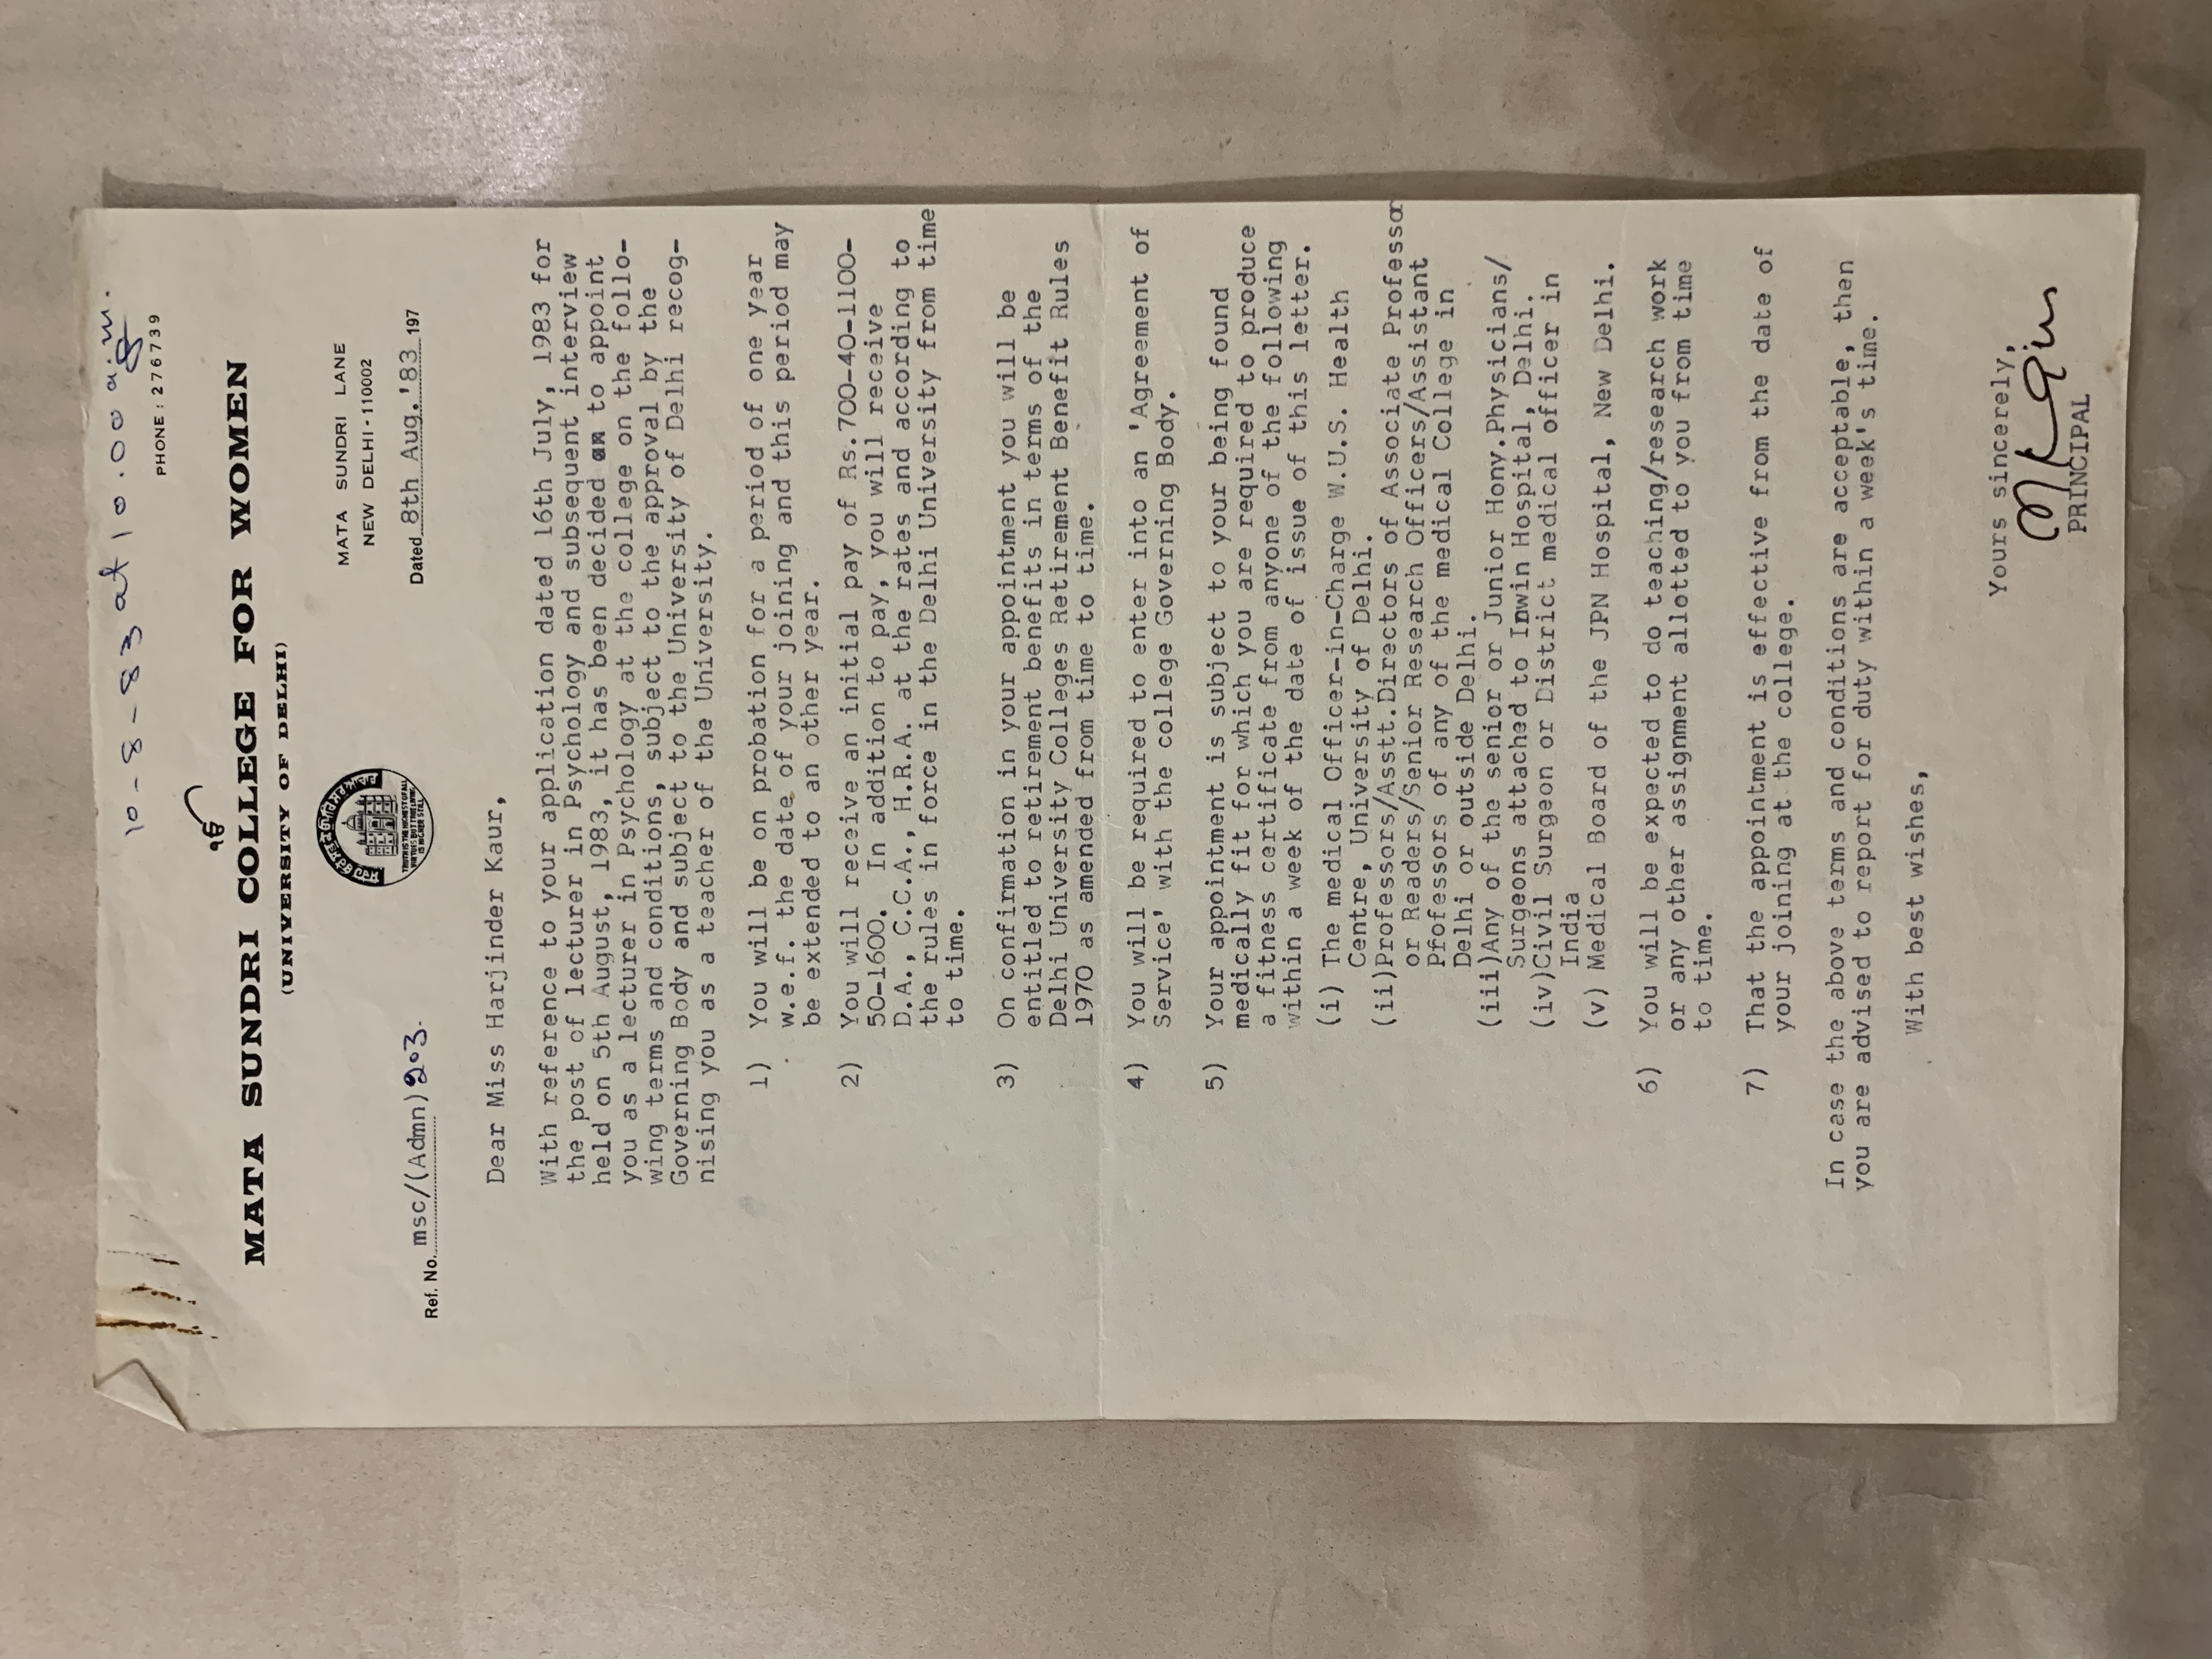 10-8-83 at 10.00 a.m.
PHONE : 276739
ੴ
MATA SUNDRI COLLEGE FOR WOMEN
(UNIVERSITY OF DELHI)
TRUTH IS THE HIGHEST OF ALL
VIRTUES BUT TRUE LIVING
IS HIGHER STILL
MATA SUNDRI LANE
NEW DELHI-110002
Ref. No. msc/(Admn) 203.
Dated 8th Aug.'83 197
Dear Miss Harjinder Kaur,
With reference to your application dated 16th July, 1983 for
the post of lecturer in Psychology and subsequent interview
held on 5th August, 1983, it has been decided to appoint
you as a lecturer in Psychology at the college on the follo-
wing terms and conditions, subject to the approval by the
Governing Body and subject to the University of Delhi recog-
nising you as a teacher of the University.
1) You will be on probation for a period of one year
w.e.f. the date of your joining and this period may
be extended to an other year.
2) You will receive an initial pay of Rs.700-40-1100-
50-1600. In addition to pay, you will receive
D.A., C.C.A., H.R.A. at the rates and according to
the rules in force in the Delhi University from time
to time.
3) On confirmation in your appointment you will be
entitled to retirement benefits in terms of the
Delhi University Colleges Retirement Benefit Rules
1970 as amended from time to time.
4) You will be required to enter into an 'Agreement of
Service' with the college Governing Body.
5) Your appointment is subject to your being found
medically fit for which you are required to produce
a fitness certificate from anyone of the following
within a week of the date of issue of this letter.
(i) The medical Officer-in-Charge W.U.S. Health
Centre, University of Delhi.
(ii)Professors/Asstt.Directors of Associate Professor
or Readers/Senior Research Officers/Assistant
Professors of any of the medical College in
Delhi or outside Delhi.
(iii)Any of the senior or Junior Hony.Physicians/
Surgeons attached to Irwin Hospital, Delhi.
(iv)Civil Surgeon or District medical officer in
India
(v) Medical Board of the JPN Hospital, New Delhi.
6) You will be expected to do teaching/research work
or any other assignment allotted to you from time
to time.
7) That the appointment is effective from the date of
your joining at the college.
In case the above terms and conditions are acceptable, then
you are advised to report for duty within a week's time.
With best wishes,
Yours sincerely,
PRINCIPAL